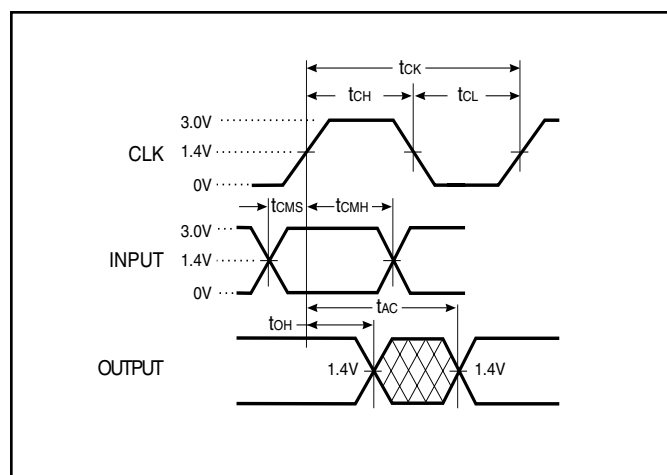 tCK
tCH tCL
3.0V
CLK 1.4V
0V
tCMS tCMH
3.0V
INPUT 1.4V
0V
tAC
tOH
OUTPUT 1.4V 1.4V